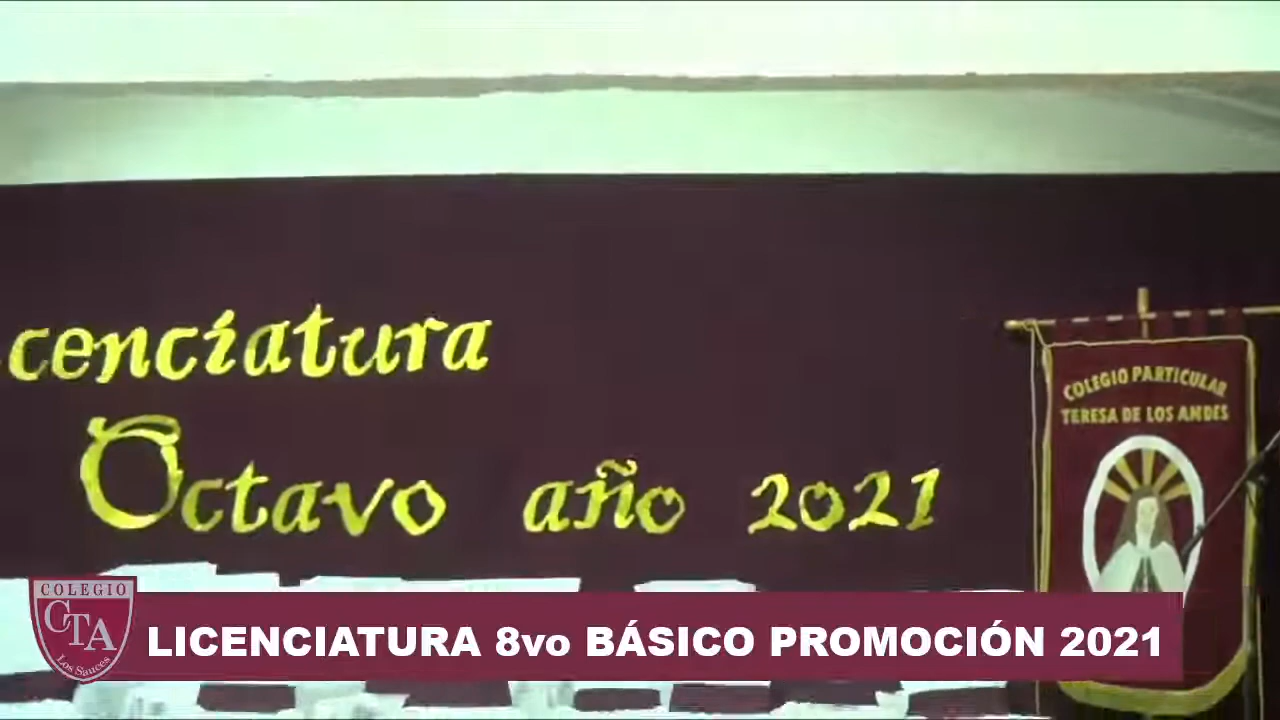 cenciatura
Octavo año 2021
COLEGIO PARTICULAR
TERESA DE LOS ANDES
COLEGIO
CTA
Los Sauces
LICENCIATURA 8vo BÁSICO PROMOCIÓN 2021